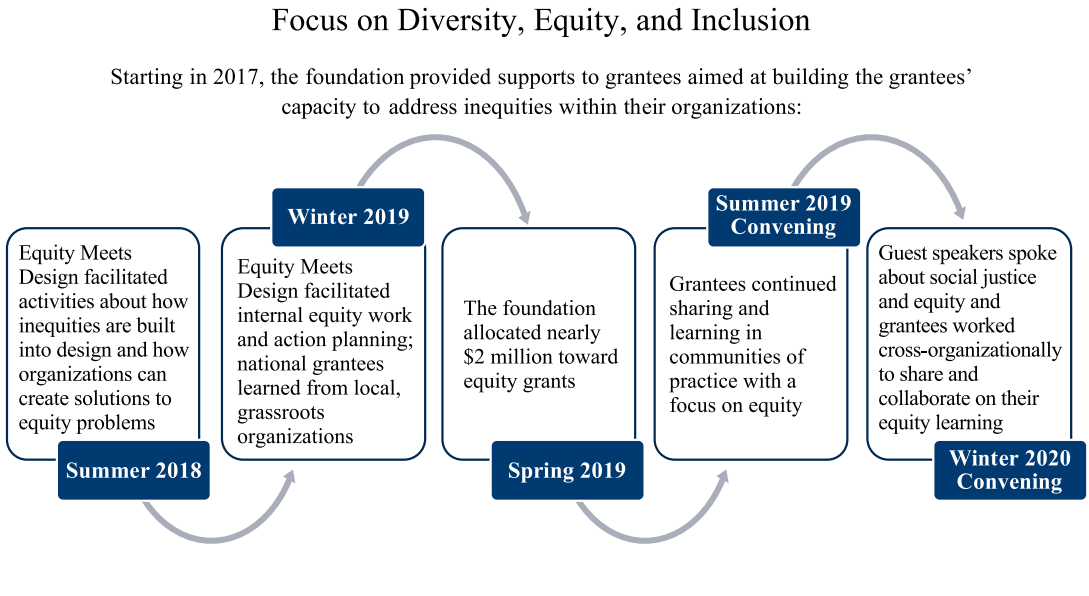 Focus on Diversity, Equity, and Inclusion
Starting in 2017, the foundation provided supports to grantees aimed at building the grantees’
capacity to address inequities within their organizations:
Equity Meets
Design facilitated
activities about how
inequities are built
into design and how
organizations can
create solutions to
equity problems
Summer 2018
Winter 2019
Equity Meets
Design facilitated
internal equity work
and action planning;
national grantees
learned from local,
grassroots
organizations
The foundation
allocated nearly
$2 million toward
equity grants
Spring 2019
Summer 2019
Convening
Grantees continued
sharing and
learning in
communities of
practice with a
focus on equity
Guest speakers spoke
about social justice
and equity and
grantees worked
cross-organizationally
to share and
collaborate on their
equity learning
Winter 2020
Convening